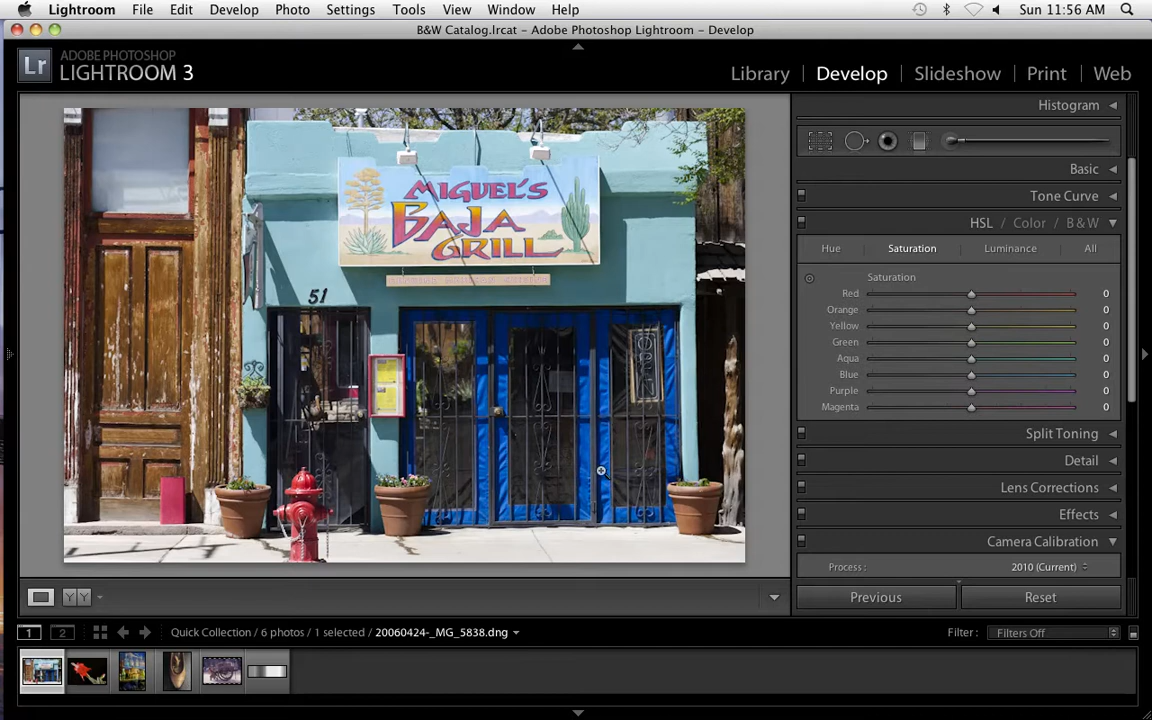 Lightroom File Edit Develop Photo Settings Tools View Window Help Sun 11:56 AM
B&W Catalog.lrcat – Adobe Photoshop Lightroom – Develop
Lr ADOBE PHOTOSHOP
LIGHTROOM 3
Library Develop Slideshow Print Web
Histogram
Basic
Tone Curve
HSL / Color / B&W
Hue Saturation Luminance All
Saturation
Red 0
Orange 0
Yellow 0
Green 0
Aqua 0
Blue 0
Purple 0
Magenta 0
Split Toning
Detail
Lens Corrections
Effects
Camera Calibration
Process: 2010 (Current)
Previous Reset
MIGUEL'S
BAJA
GRILL
51
OPEN
Y Y
1 2 Quick Collection / 6 photos / 1 selected / 20060424-_MG_5838.dng Filter: Filters Off